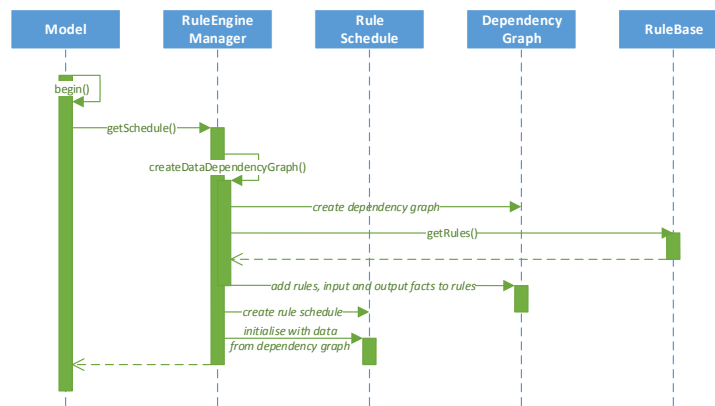 Model
RuleEngine
Manager
Rule
Schedule
Dependency
Graph
RuleBase
begin()
getSchedule()
createDataDependencyGraph()
create dependency graph
getRules()
add rules, input and output facts to rules
create rule schedule
initialise with data
from dependency graph